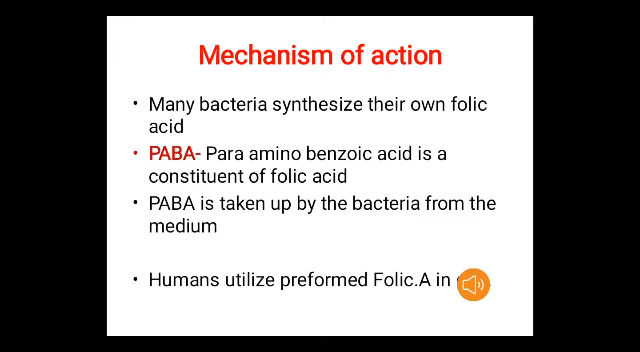 Mechanism of action
• Many bacteria synthesize their own folic
acid
• PABA- Para amino benzoic acid is a
constituent of folic acid
• PABA is taken up by the bacteria from the
medium
• Humans utilize preformed Folic.A in